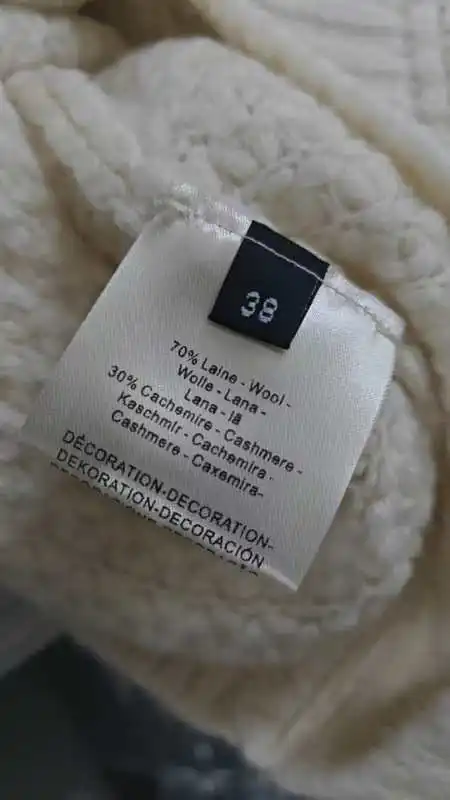 38
70% Laine - Wool -
Wolle - Lana -
Lana - lã
30% Cachemire - Cashmere -
Kaschmir - Cachemira -
Cashmere - Caxemira-
DÉCORATION-DECORATION-
DEKORATION-DECORACIÓN